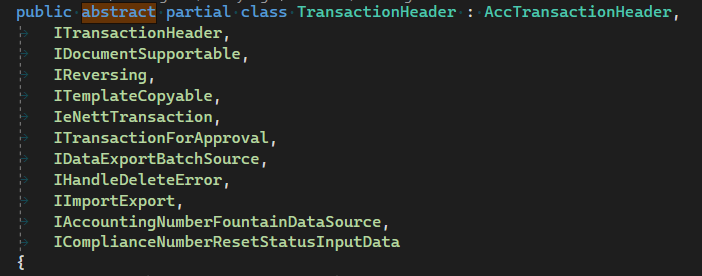 public abstract partial class TransactionHeader : AccTransactionHeader,
ITransactionHeader,
IDocumentSupportable,
IReversing,
ITemplateCopyable,
IeNettTransaction,
ITransactionForApproval,
IDataExportBatchSource,
IHandleDeleteError,
IImportExport,
IAccountingNumberFountainDataSource,
IComplianceNumberResetStatusInputData
{